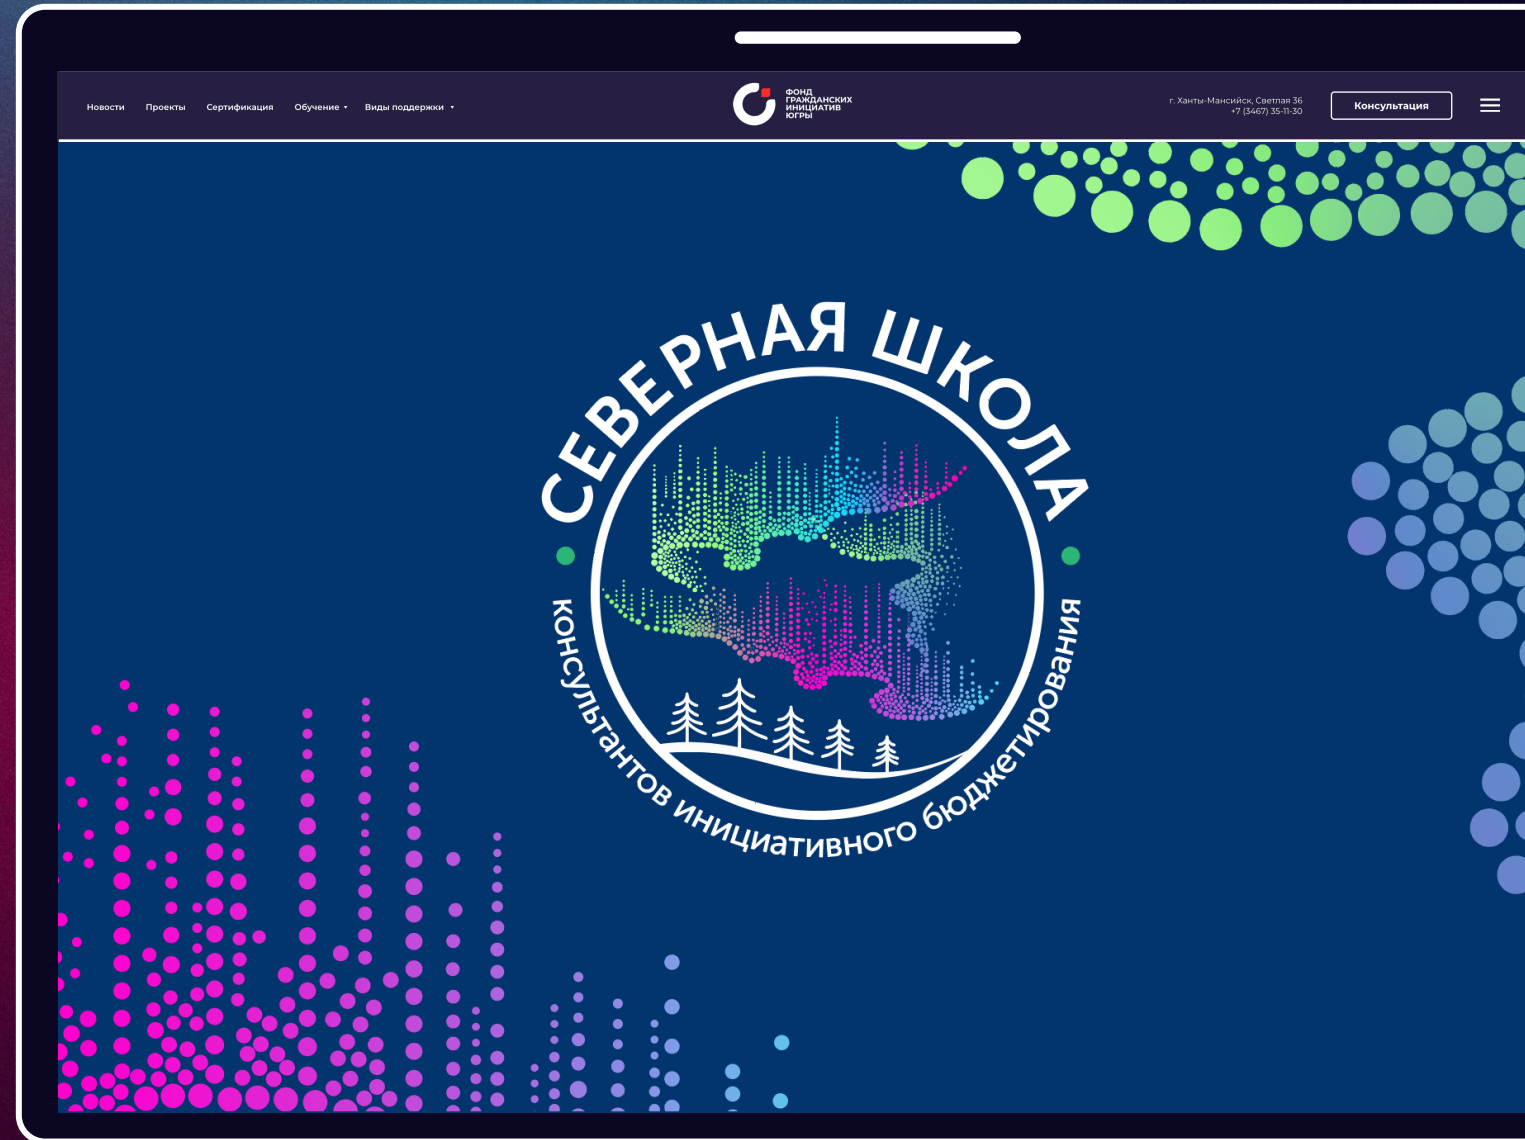 Новости Проекты Сертификация Обучение Виды поддержки
ФОНД
ГРАЖДАНСКИХ
ИНИЦИАТИВ
ЮГРЫ
г. Ханты-Мансийск, Светлая 36
+7 (3467) 35-11-30
Консультация
СЕВЕРНАЯ ШКОЛА
консультантов инициативного бюджетирования